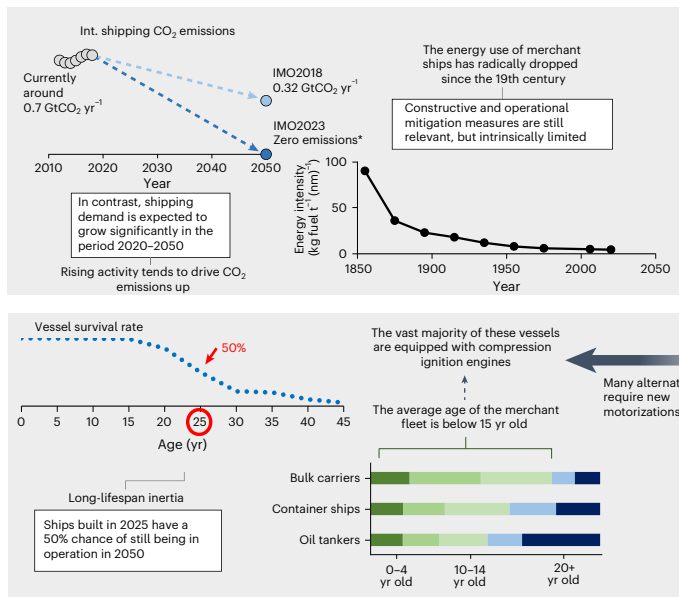 Int. shipping CO₂ emissions
Currently
around
0.7 GtCO₂ yr⁻¹
IMO2018
0.32 GtCO₂ yr⁻¹
IMO2023
Zero emissions*
2010 2020 2030 2040 2050
Year
In contrast, shipping
demand is expected to
grow significantly in the
period 2020–2050
Rising activity tends to drive CO₂
emissions up
The energy use of merchant
ships has radically dropped
since the 19th century
Constructive and operational
mitigation measures are still
relevant, but intrinsically limited
Energy intensity
(kg fuel t⁻¹ (nm)⁻¹)
100
50
0
1850 1900 1950 2000 2050
Year
Vessel survival rate
50%
0 5 10 15 20 25 30 35 40 45
Age (yr)
Long-lifespan inertia
Ships built in 2025 have a
50% chance of still being in
operation in 2050
The vast majority of these vessels
are equipped with compression
ignition engines
Many alternat
require new
motorizations
The average age of the merchant
fleet is below 15 yr old
Bulk carriers
Container ships
Oil tankers
0–4
yr old
10–14
yr old
20+
yr old